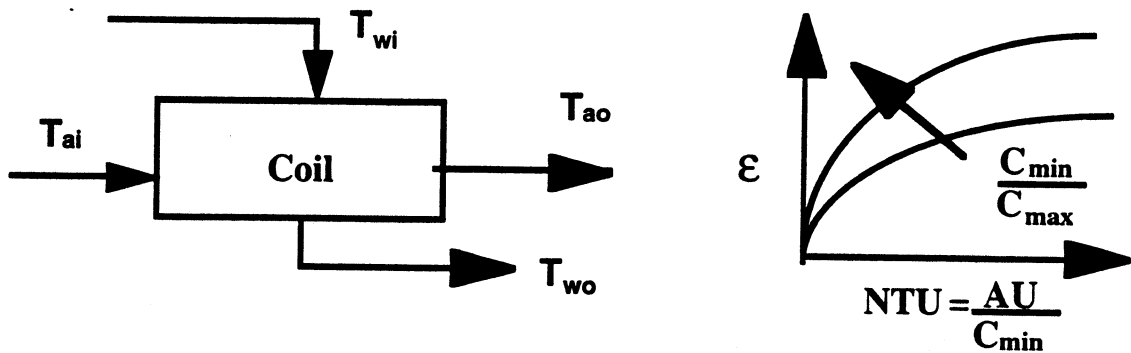 T_wi
T_ai
Coil
T_ao
T_wo
ε
C_min
C_max
NTU = AU
C_min